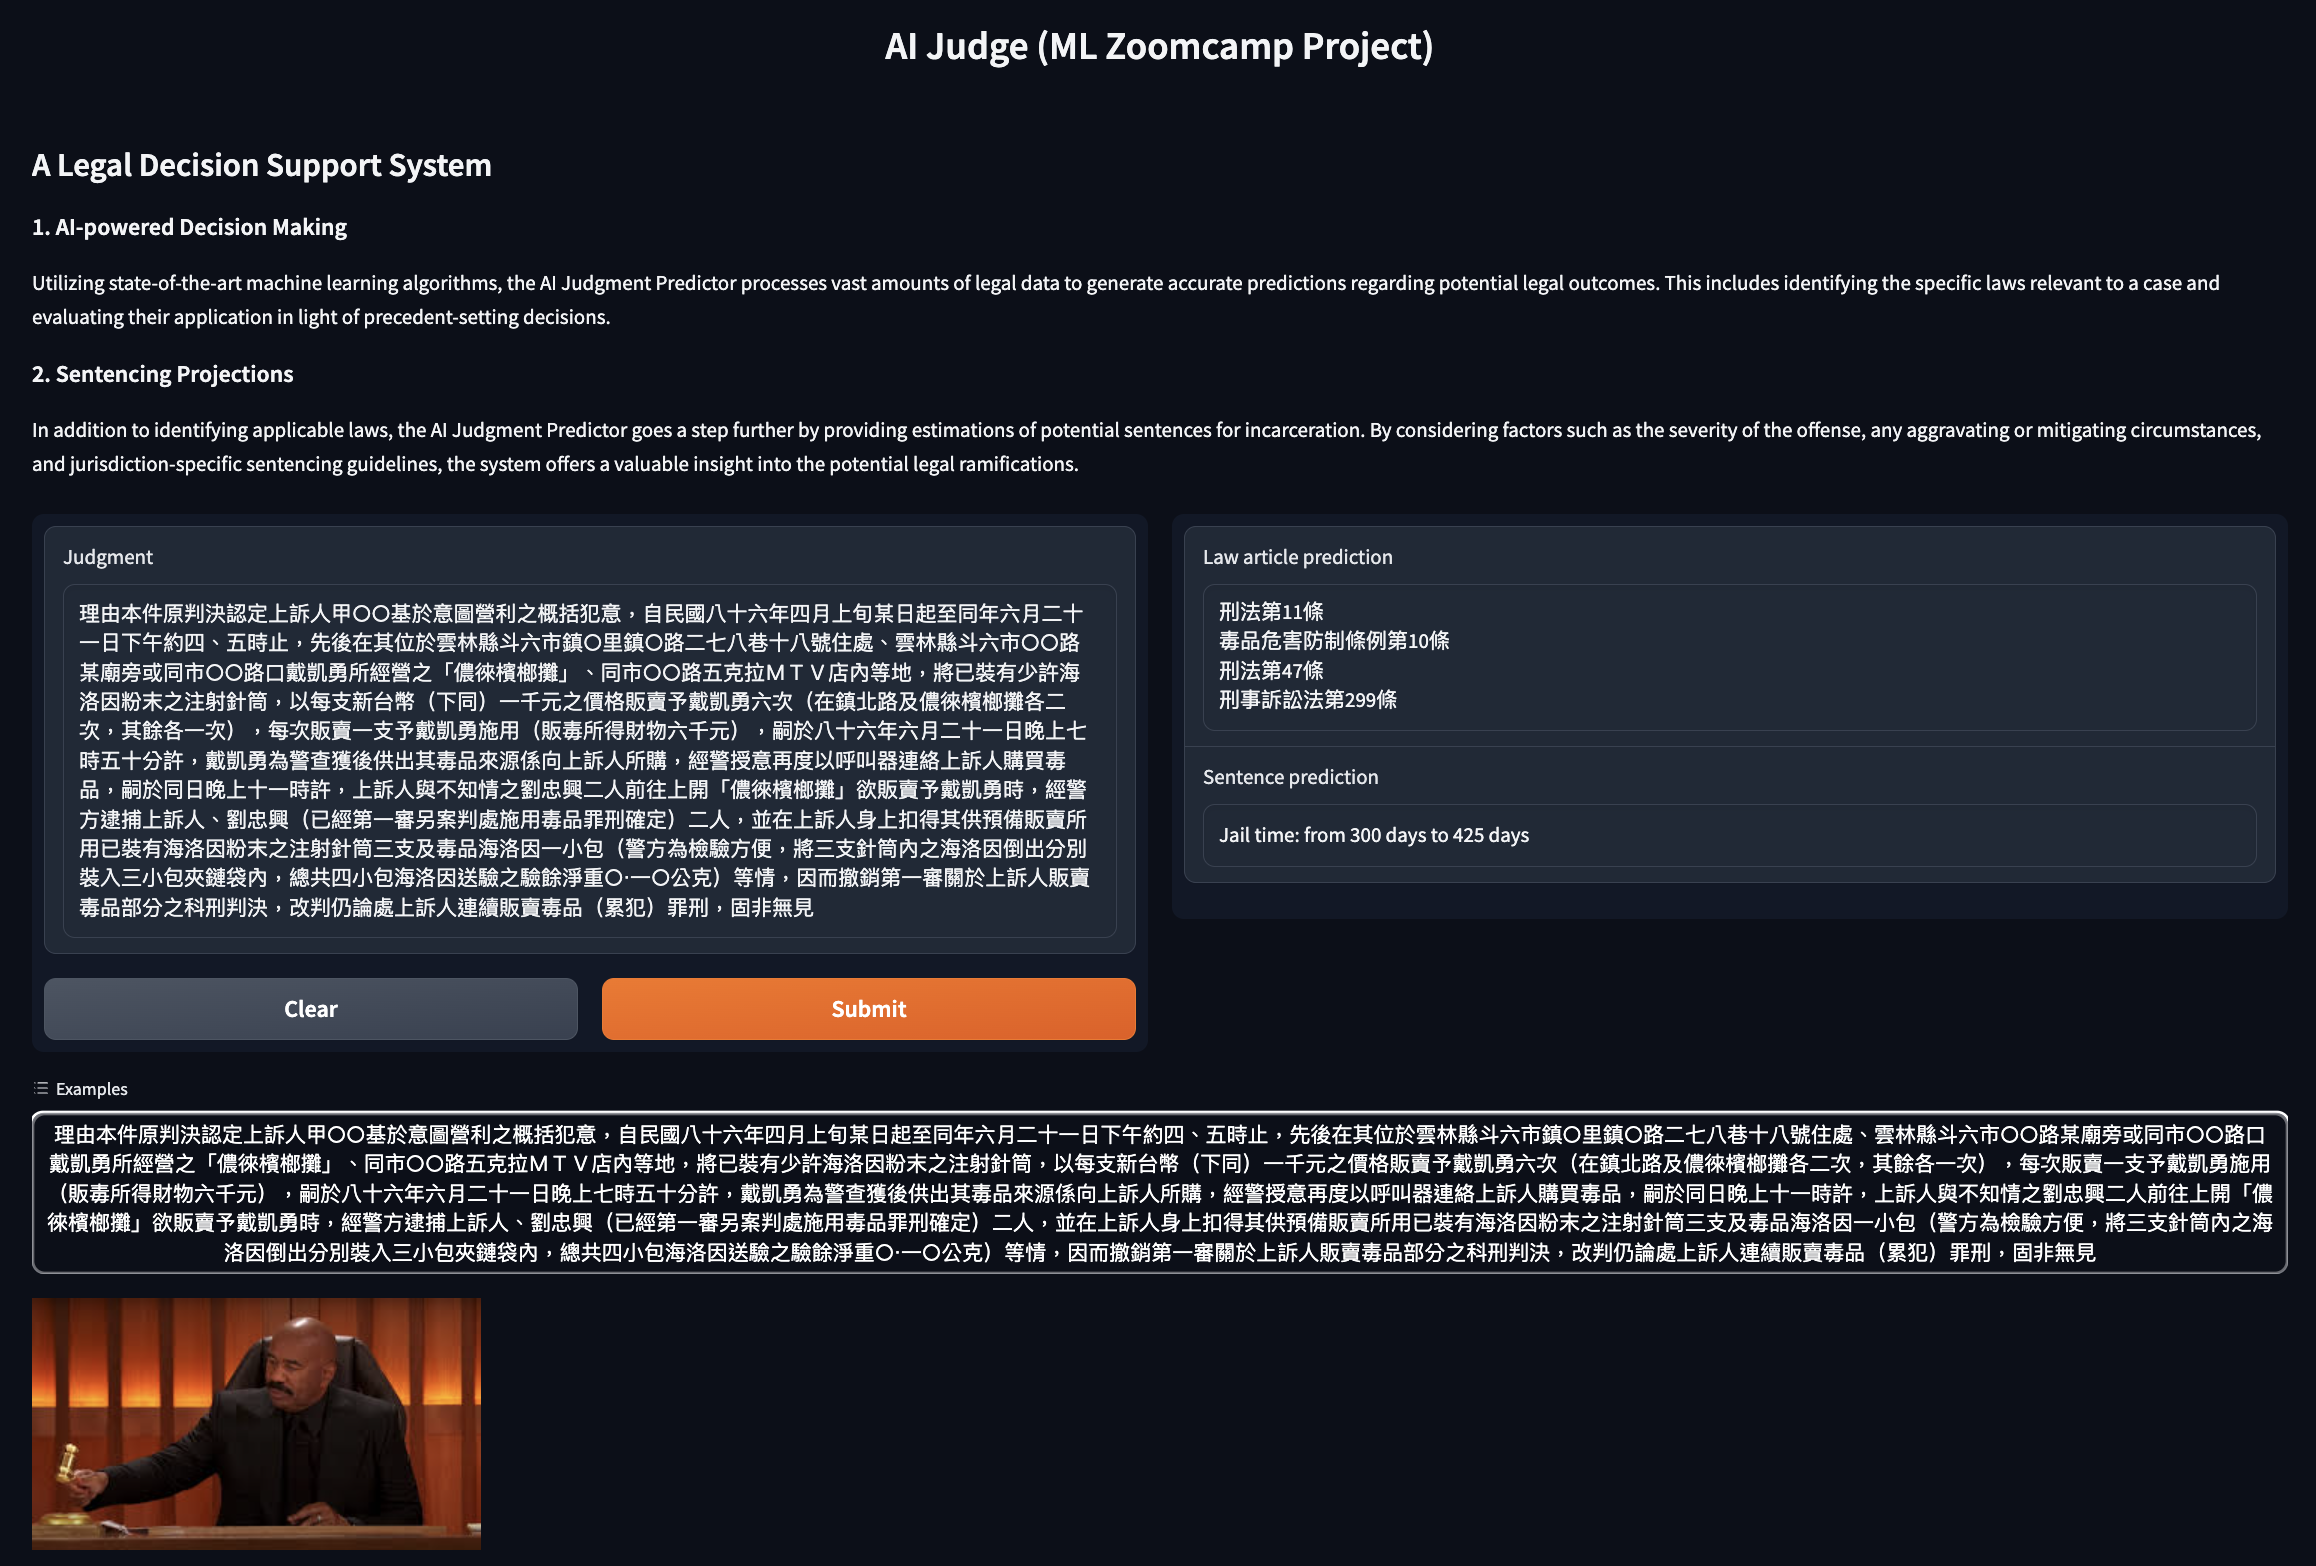 AI Judge (ML Zoomcamp Project)
A Legal Decision Support System
1. AI-powered Decision Making
Utilizing state-of-the-art machine learning algorithms, the AI Judgment Predictor processes vast amounts of legal data to generate accurate predictions regarding potential legal outcomes. This includes identifying the specific laws relevant to a case and
evaluating their application in light of precedent-setting decisions.
2. Sentencing Projections
In addition to identifying applicable laws, the AI Judgment Predictor goes a step further by providing estimations of potential sentences for incarceration. By considering factors such as the severity of the offense, any aggravating or mitigating circumstances,
and jurisdiction-specific sentencing guidelines, the system offers a valuable insight into the potential legal ramifications.
Judgment
理由本件原判決認定上訴人甲○○基於意圖營利之概括犯意，自民國八十六年四月上旬某日起至同年六月二十
一日下午約四、五時止，先後在其位於雲林縣斗六市鎮○里鎮○路二七八巷十八號住處、雲林縣斗六市○○路
某廟旁或同市○○路口戴凱勇所經營之「儂徠檳榔攤」、同市○○路五克拉ＭＴＶ店內等地，將已裝有少許海
洛因粉末之注射針筒，以每支新台幣（下同）一千元之價格販賣予戴凱勇六次（在鎮北路及儂徠檳榔攤各二
次，其餘各一次），每次販賣一支予戴凱勇施用（販毒所得財物六千元），嗣於八十六年六月二十一日晚上七
時五十分許，戴凱勇為警查獲後供出其毒品來源係向上訴人所購，經警授意再度以呼叫器連絡上訴人購買毒
品，嗣於同日晚上十一時許，上訴人與不知情之劉忠興二人前往上開「儂徠檳榔攤」欲販賣予戴凱勇時，經警
方逮捕上訴人、劉忠興（已經第一審另案判處施用毒品罪刑確定）二人，並在上訴人身上扣得其供預備販賣所
用已裝有海洛因粉末之注射針筒三支及毒品海洛因一小包（警方為檢驗方便，將三支針筒內之海洛因倒出分別
裝入三小包夾鏈袋內，總共四小包海洛因送驗之驗餘淨重○·一○公克）等情，因而撤銷第一審關於上訴人販賣
毒品部分之科刑判決，改判仍論處上訴人連續販賣毒品（累犯）罪刑，固非無見
Clear
Submit
Law article prediction
刑法第11條
毒品危害防制條例第10條
刑法第47條
刑事訴訟法第299條
Sentence prediction
Jail time: from 300 days to 425 days
Examples
理由本件原判決認定上訴人甲○○基於意圖營利之概括犯意，自民國八十六年四月上旬某日起至同年六月二十一日下午約四、五時止，先後在其位於雲林縣斗六市鎮○里鎮○路二七八巷十八號住處、雲林縣斗六市○○路某廟旁或同市○○路口
戴凱勇所經營之「儂徠檳榔攤」、同市○○路五克拉ＭＴＶ店內等地，將已裝有少許海洛因粉末之注射針筒，以每支新台幣（下同）一千元之價格販賣予戴凱勇六次（在鎮北路及儂徠檳榔攤各二次，其餘各一次），每次販賣一支予戴凱勇施用
（販毒所得財物六千元），嗣於八十六年六月二十一日晚上七時五十分許，戴凱勇為警查獲後供出其毒品來源係向上訴人所購，經警授意再度以呼叫器連絡上訴人購買毒品，嗣於同日晚上十一時許，上訴人與不知情之劉忠興二人前往上開「儂
徠檳榔攤」欲販賣予戴凱勇時，經警方逮捕上訴人、劉忠興（已經第一審另案判處施用毒品罪刑確定）二人，並在上訴人身上扣得其供預備販賣所用已裝有海洛因粉末之注射針筒三支及毒品海洛因一小包（警方為檢驗方便，將三支針筒內之海
洛因倒出分別裝入三小包夾鏈袋內，總共四小包海洛因送驗之驗餘淨重○·一○公克）等情，因而撤銷第一審關於上訴人販賣毒品部分之科刑判決，改判仍論處上訴人連續販賣毒品（累犯）罪刑，固非無見